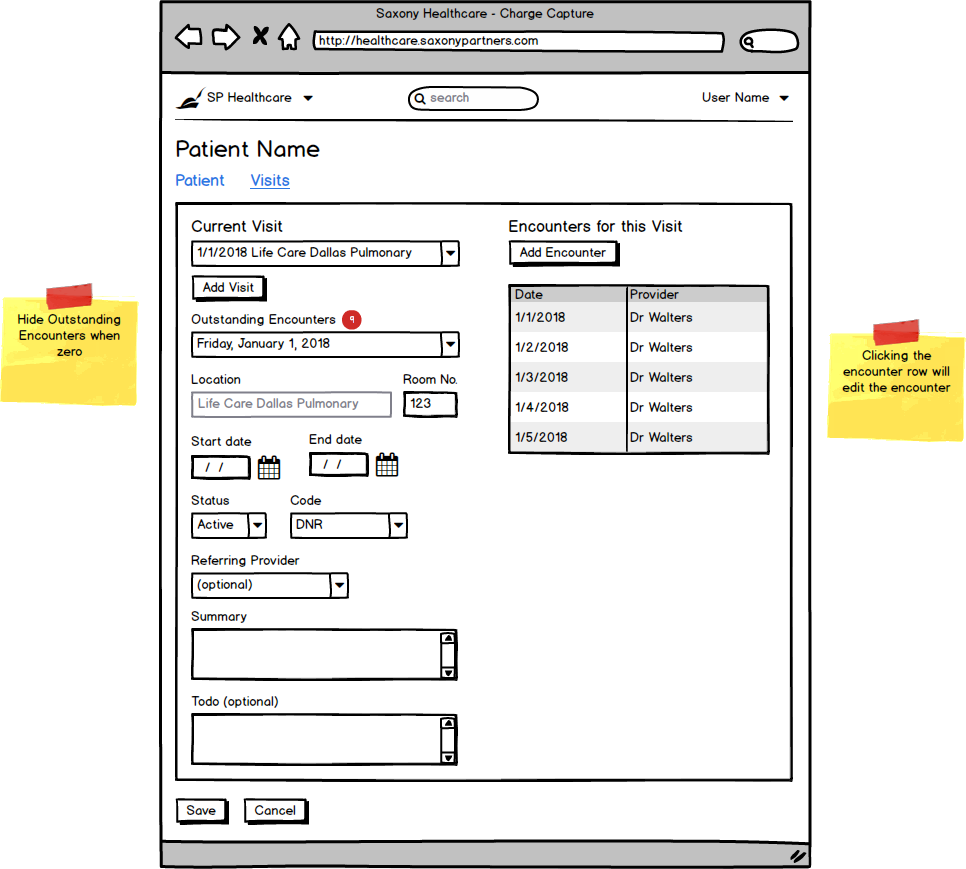 Saxony Healthcare - Charge Capture
http://healthcare.saxonypartners.com
SP Healthcare
search
User Name
Patient Name
Patient
Visits
Current Visit
1/1/2018 Life Care Dallas Pulmonary
Add Visit
Outstanding Encounters 9
Friday, January 1, 2018
Location
Room No.
Life Care Dallas Pulmonary
123
Start date
End date
/ /
/ /
Status
Code
Active
DNR
Referring Provider
(optional)
Summary
Todo (optional)
Encounters for this Visit
Add Encounter
Date Provider
1/1/2018 Dr Walters
1/2/2018 Dr Walters
1/3/2018 Dr Walters
1/4/2018 Dr Walters
1/5/2018 Dr Walters
Save
Cancel
Hide Outstanding
Encounters when
zero
Clicking the
encounter row will
edit the encounter